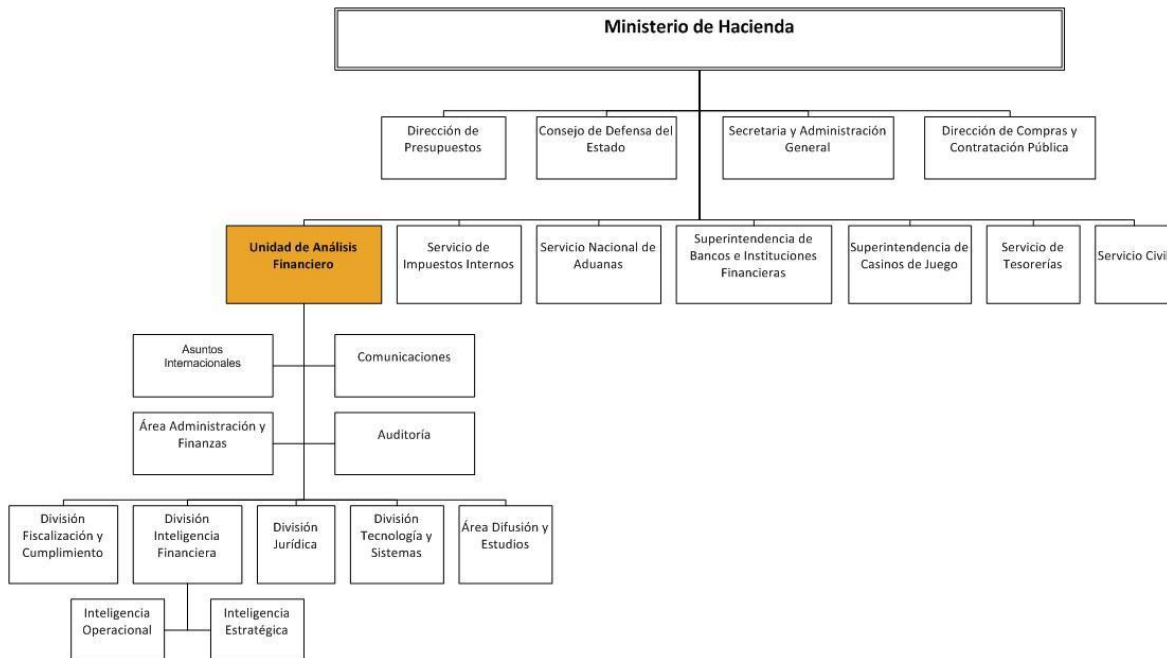 Ministerio de Hacienda
Dirección de
Presupuestos
Consejo de Defensa del
Estado
Secretaria y Administración
General
Dirección de Compras y
Contratación Pública
Unidad de Análisis
Financiero
Servicio de
Impuestos Internos
Servicio Nacional de
Aduanas
Superintendencia de
Bancos e Instituciones
Financieras
Superintendencia de
Casinos de Juego
Servicio de
Tesorerías
Servicio Civil
Asuntos
Internacionales
Comunicaciones
Área Administración y
Finanzas
Auditoría
División
Fiscalización y
Cumplimiento
División
Inteligencia
Financiera
División
Jurídica
División
Tecnología y
Sistemas
Área Difusión y
Estudios
Inteligencia
Operacional
Inteligencia
Estratégica